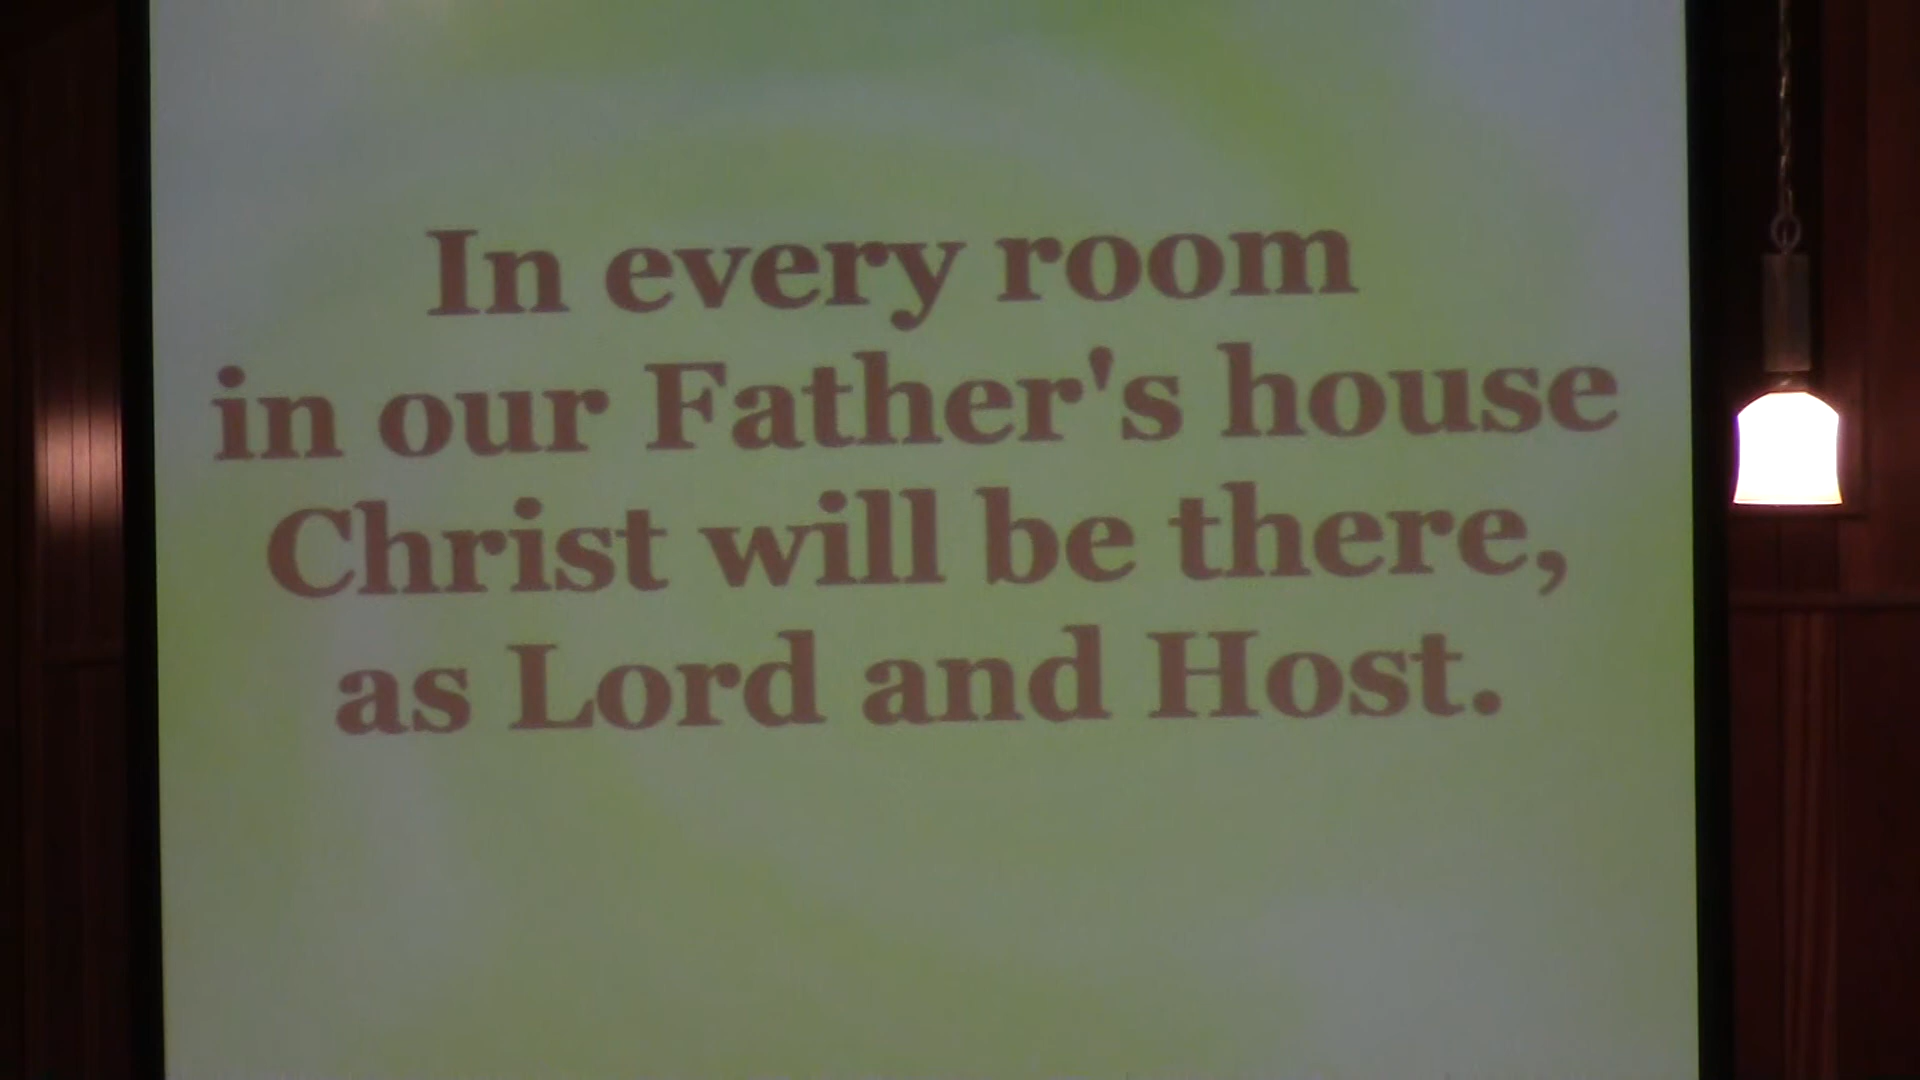 In every room
in our Father's house
Christ will be there,
as Lord and Host.